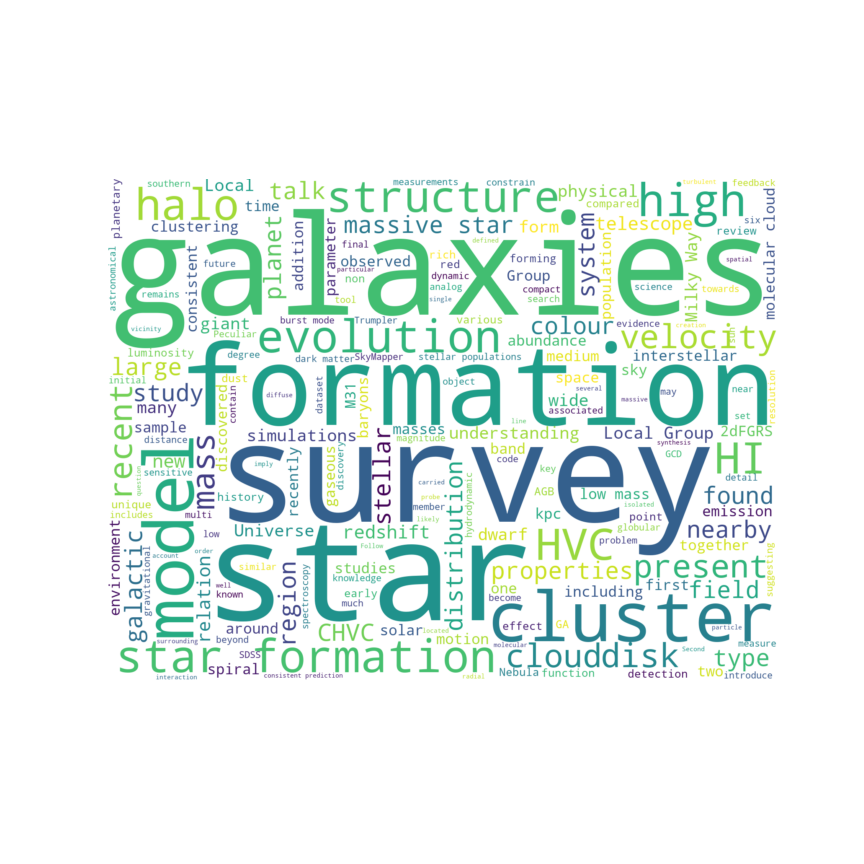 southern
Local
measurements
constrain
turbulent
feedback
planetary
halo
talk
structure
physical
high
compared
six
time
clustering
massive star
form
telescope
review
molecular cloud
galaxies
planet
addition
parameter
final
observed
rich
red
non
particular
dynamic
defined
forming
analog
single
Group
compact
search
system
population
science
Milky Way
spatial
towards
astronomical
consistent
future
remains
vicinity
giant
Peculiar
tool
burst mode
Trumpler
various
evolution
colour
abundance
evidence
velocity
creation
sun
luminosity
degree
dark matter
SkyMapper
stellar populations
medium
interstellar
large
initial
dust
diffuse
contain
dataset
M31
object
space
sky
several
may
near
study
formation
wide
associated
massive
set
resolution
many
discovered
baryons
masses
line
recent
sample
distance
simulations
magnitude
understanding
Local Group
2dFGRS
new
sensitive
mass
imply
discovery
survey
band
code
synthesis
key
GCD
HI
detail
question
unique
includes
model
history
recently
gaseous
stellar
carried
probe
member
likely
hydrodynamic
AGB
low mass
isolated
found
multi
low
Universe
redshift
distribution
kpc
point
globular
emission
environment
galactic
gravitational
relation
star
dwarf
HVC
problem
nearby
together
suggesting
order
account
similar
well
known
region
spectroscopy
Follow
studies
knowledge
early
much
properties
one
become
present
including
first
field
around
beyond
CHVC
solar
located
motion
molecular
effect
GA
cluster
particle
measure
surrounding
SDSS
star formation
clouddisk
Second
type
interaction
spiral
consistent prediction
radial
Nebula
function
detection
two
introduce